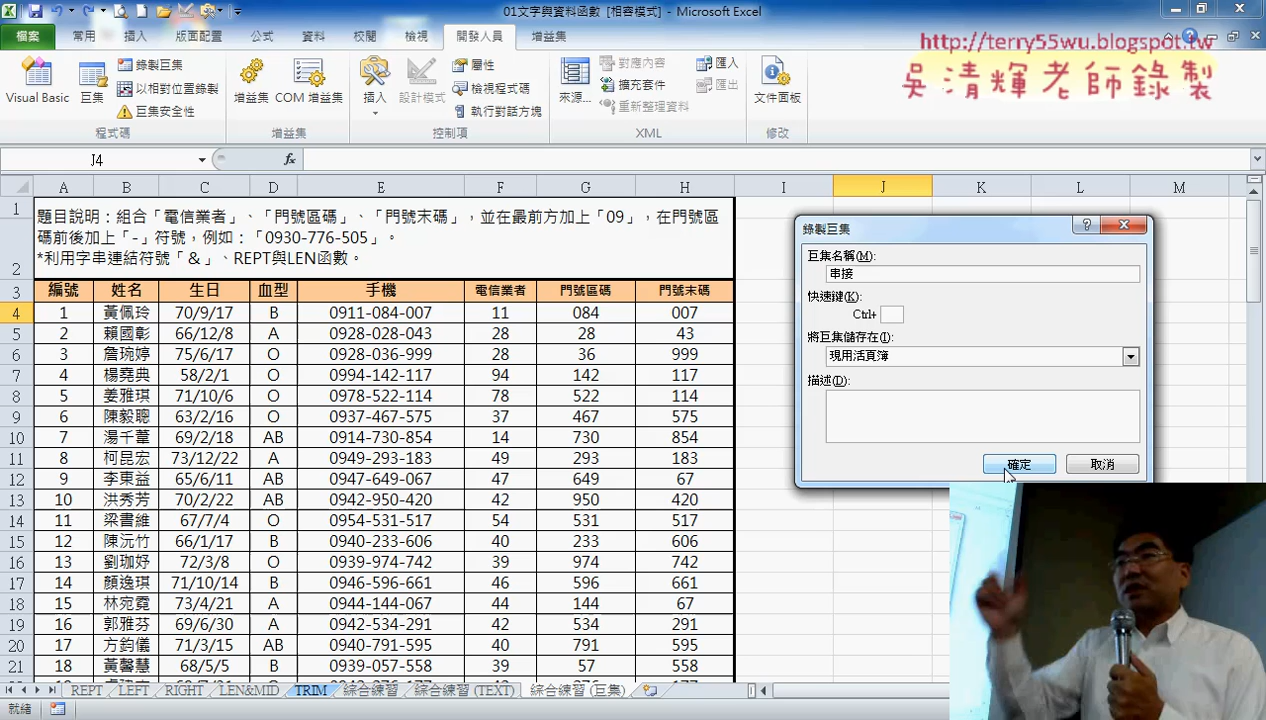 01文字與資料函數 [相容模式] - Microsoft Excel
檔案 常用 插入 版面配置 公式 資料 校閱 檢視 開發人員 增益集
http://terry55wu.blogspot.tw
吳清輝老師錄製
Visual Basic 巨集 錄製巨集 以相對位置錄製 巨集安全性
增益集 COM 增益集
插入 設計模式 屬性 檢視程式碼 執行對話方塊
來源... 對應內容 擴充套件 重新整理資料 匯入 匯出
文件面板
程式碼 增益集 控制項 XML 修改
J4 fx
A B C D E F G H I J K L M
1 題目說明：組合「電信業者」、「門號區碼」、「門號末碼」，並在最前方加上「09」，在門號區
碼前後加上「-」符號，例如：「0930-776-505」。
2 *利用字串連結符號「&」、REPT與LEN函數。
3 編號 姓名 生日 血型 手機 電信業者 門號區碼 門號末碼
4 1 黃佩玲 70/9/17 B 0911-084-007 11 084 007
5 2 賴國彰 66/12/8 A 0928-028-043 28 28 43
6 3 詹琬婷 75/6/17 O 0928-036-999 28 36 999
7 4 楊堯典 58/2/1 O 0994-142-117 94 142 117
8 5 姜雅琪 71/10/6 O 0978-522-114 78 522 114
9 6 陳毅聰 63/2/16 O 0937-467-575 37 467 575
10 7 湯千葦 69/2/18 AB 0914-730-854 14 730 854
11 8 柯昆宏 73/12/22 A 0949-293-183 49 293 183
12 9 李東益 65/6/11 AB 0947-649-067 47 649 67
13 10 洪秀芳 70/2/22 AB 0942-950-420 42 950 420
14 11 梁書維 67/7/4 O 0954-531-517 54 531 517
15 12 陳沅竹 66/1/17 B 0940-233-606 40 233 606
16 13 劉珈妤 72/3/8 O 0939-974-742 39 974 742
17 14 顏逸琪 71/10/14 B 0946-596-661 46 596 661
18 15 林宛霓 73/4/21 A 0944-144-067 44 144 67
19 16 郭雅芬 69/6/30 A 0942-534-291 42 534 291
20 17 方鈞儀 71/3/15 AB 0940-791-595 40 791 595
21 18 黃馨慧 68/5/5 B 0939-057-558 39 57 558
錄製巨集
巨集名稱(M):
串接
快速鍵(K):
Ctrl+
將巨集儲存在(I):
現用活頁簿
描述(D):
確定 取消
REPT LEFT RIGHT LEN&MID TRIM 綜合練習 綜合練習 (TEXT) 綜合練習 (巨集)
就緒